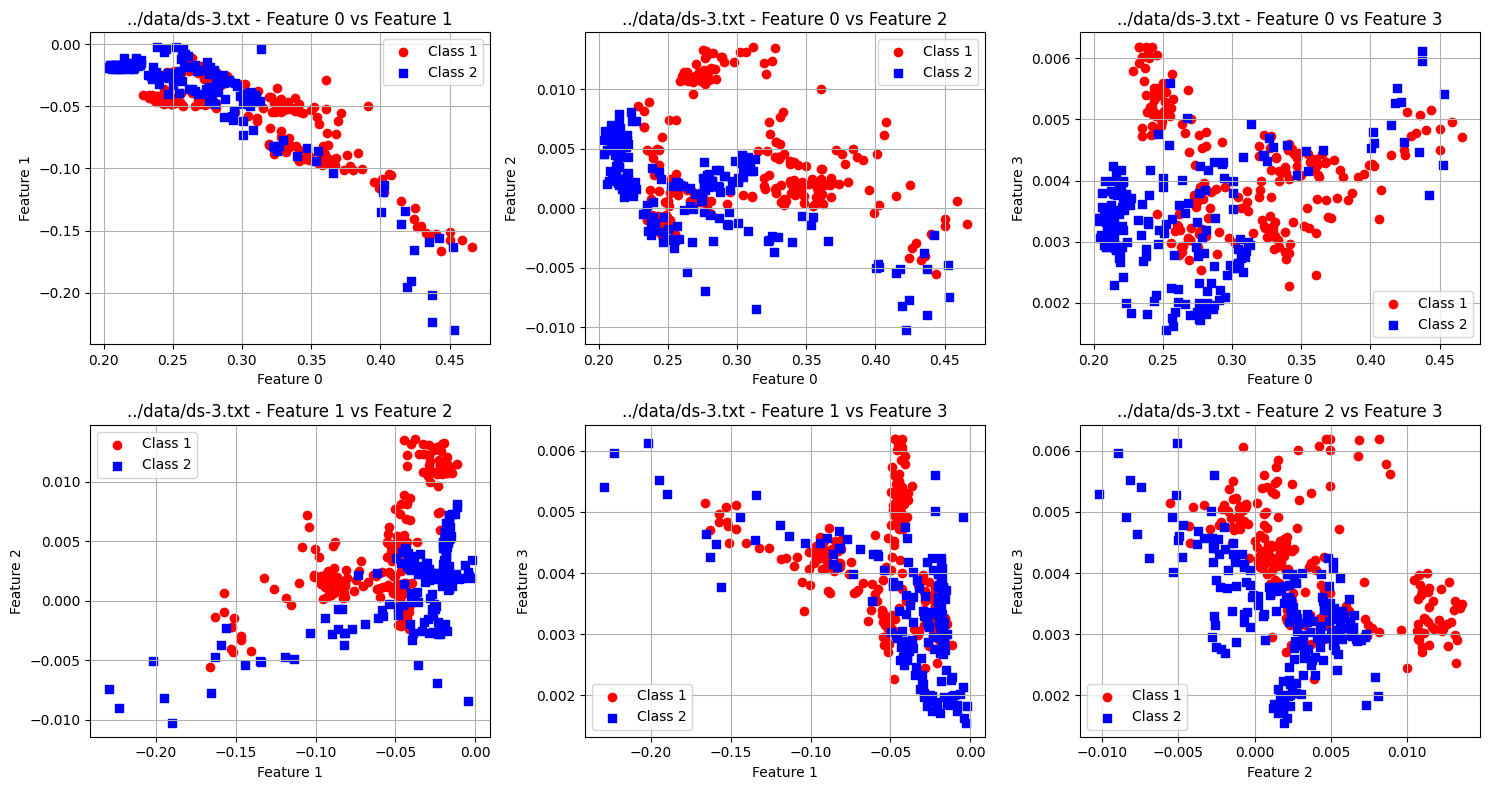 ../data/ds-3.txt - Feature 0 vs Feature 1
Class 1
Class 2
0.00
−0.05
−0.10
−0.15
−0.20
Feature 1
0.20 0.25 0.30 0.35 0.40 0.45
Feature 0
../data/ds-3.txt - Feature 0 vs Feature 2
Class 1
Class 2
0.010
0.005
0.000
−0.005
−0.010
Feature 2
0.20 0.25 0.30 0.35 0.40 0.45
Feature 0
../data/ds-3.txt - Feature 0 vs Feature 3
0.006
0.005
0.004
0.003
0.002
Feature 3
Class 1
Class 2
0.20 0.25 0.30 0.35 0.40 0.45
Feature 0
../data/ds-3.txt - Feature 1 vs Feature 2
Class 1
Class 2
0.010
0.005
0.000
−0.005
−0.010
Feature 2
−0.20 −0.15 −0.10 −0.05 0.00
Feature 1
../data/ds-3.txt - Feature 1 vs Feature 3
0.006
0.005
0.004
0.003
0.002
Feature 3
Class 1
Class 2
−0.20 −0.15 −0.10 −0.05 0.00
Feature 1
../data/ds-3.txt - Feature 2 vs Feature 3
0.006
0.005
0.004
0.003
0.002
Feature 3
Class 1
Class 2
−0.010 −0.005 0.000 0.005 0.010
Feature 2